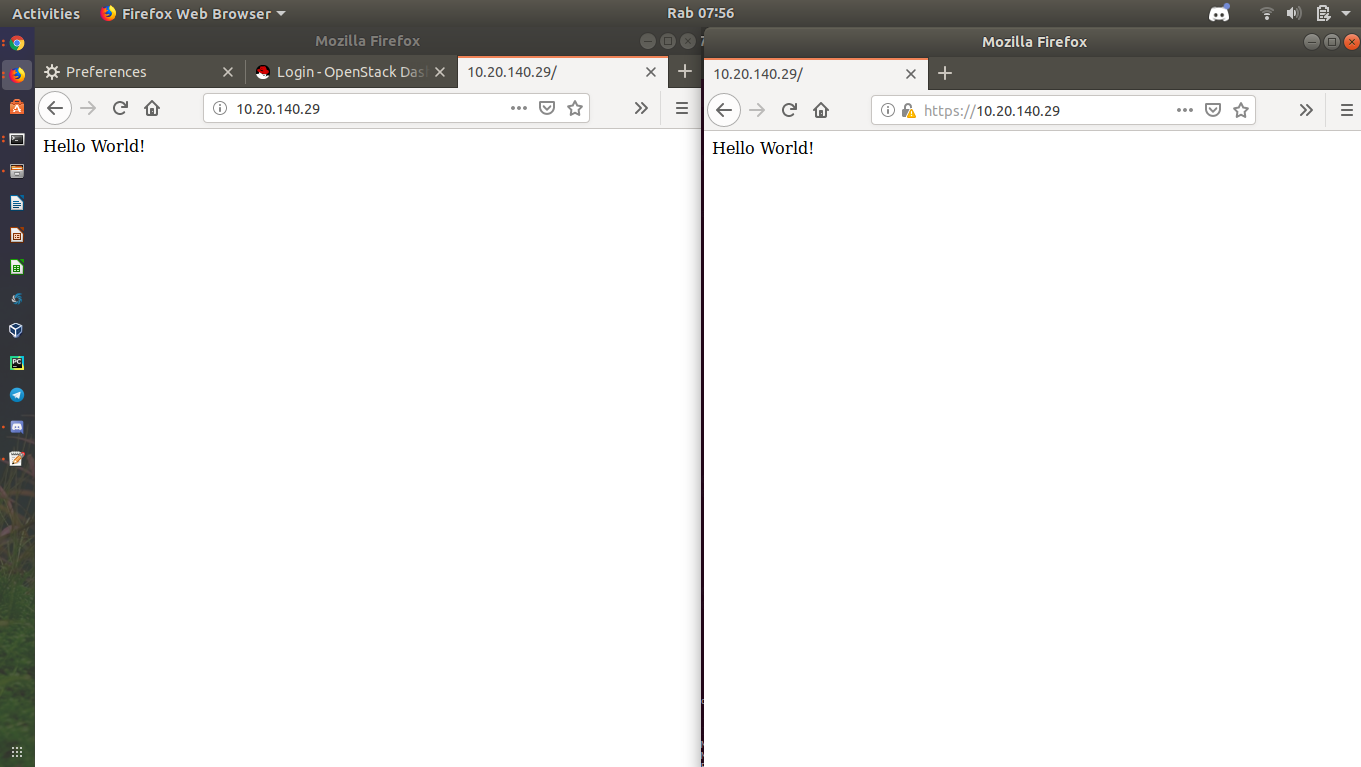 Activities Firefox Web Browser Rab 07:56
Mozilla Firefox
Preferences Login - OpenStack Das 10.20.140.29/
10.20.140.29
Hello World!
Mozilla Firefox
10.20.140.29/
https://10.20.140.29
Hello World!